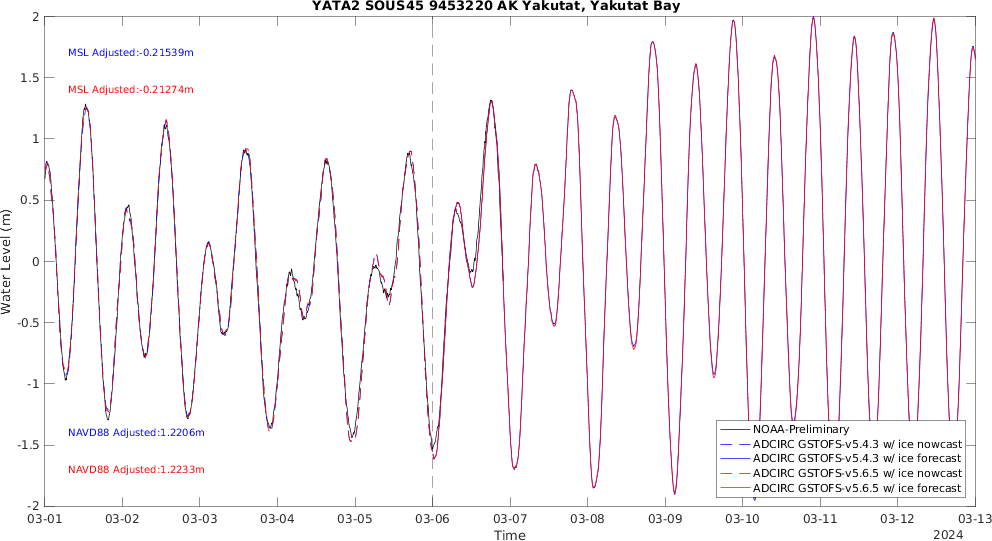 YATA2 SOUS45 9453220 AK Yakutat, Yakutat Bay
MSL Adjusted:-0.21539m
MSL Adjusted:-0.21274m
NAVD88 Adjusted:1.2206m
NAVD88 Adjusted:1.2233m
Water Level (m)
2
1.5
1
0.5
0
-0.5
-1
-1.5
-2
NOAA-Preliminary
ADCIRC GSTOFS-v5.4.3 w/ ice nowcast
ADCIRC GSTOFS-v5.4.3 w/ ice forecast
ADCIRC GSTOFS-v5.6.5 w/ ice nowcast
ADCIRC GSTOFS-v5.6.5 w/ ice forecast
03-01 03-02 03-03 03-04 03-05 03-06 03-07 03-08 03-09 03-10 03-11 03-12 03-13
Time
2024